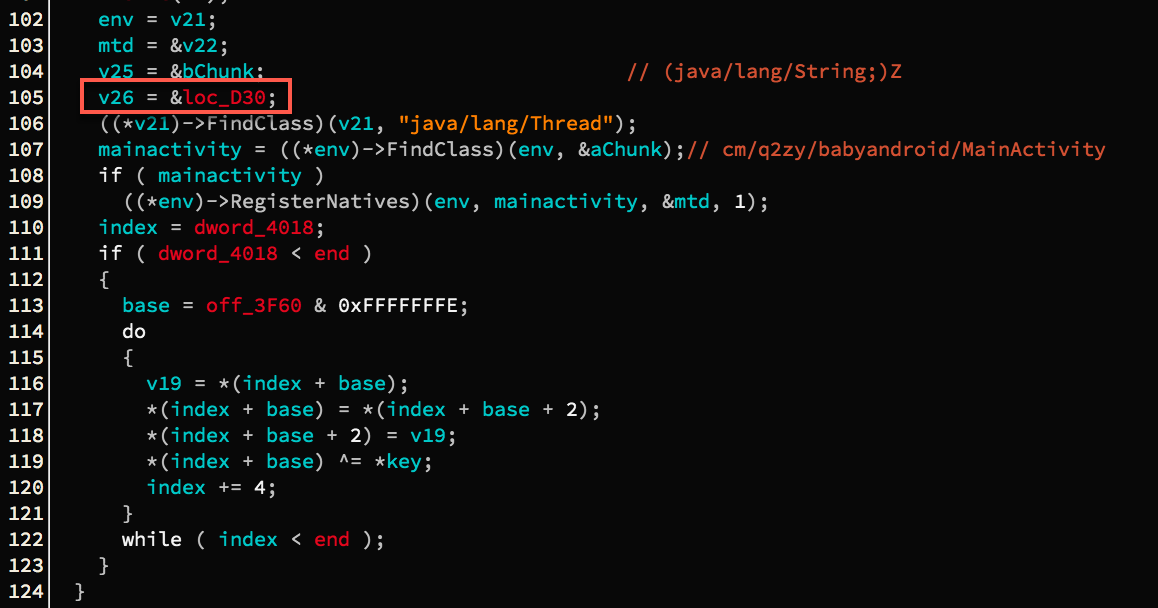 102 env = v21;
103 mtd = &v22;
104 v25 = &bChunk; // (java/lang/String;)Z
105 v26 = &loc_D30;
106 ((*v21)->FindClass)(v21, "java/lang/Thread");
107 mainactivity = ((*env)->FindClass)(env, &aChunk);// cm/q2zy/babyandroid/MainActivity
108 if ( mainactivity )
109 ((*env)->RegisterNatives)(env, mainactivity, &mtd, 1);
110 index = dword_4018;
111 if ( dword_4018 < end )
112 {
113 base = off_3F60 & 0xFFFFFFFE;
114 do
115 {
116 v19 = *(index + base);
117 *(index + base) = *(index + base + 2);
118 *(index + base + 2) = v19;
119 *(index + base) ^= *key;
120 index += 4;
121 }
122 while ( index < end );
123 }
124 }